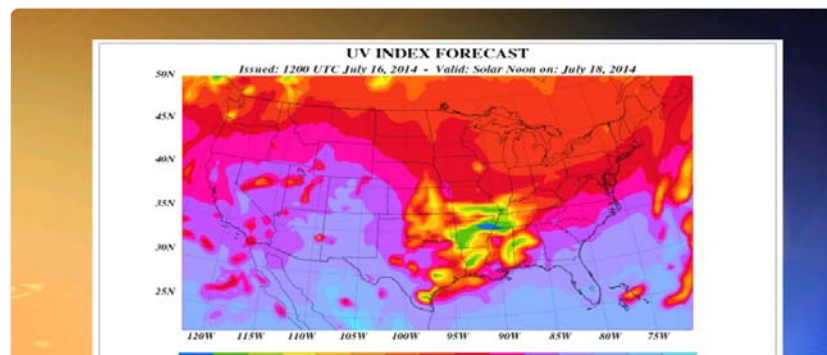 UV INDEX FORECAST
Issued: 1200 UTC July 16, 2014 - Valid: Solar Noon on: July 18, 2014
50N
45N
40N
35N
30N
25N
120W 115W 110W 105W 100W 95W 90W 85W 80W 75W